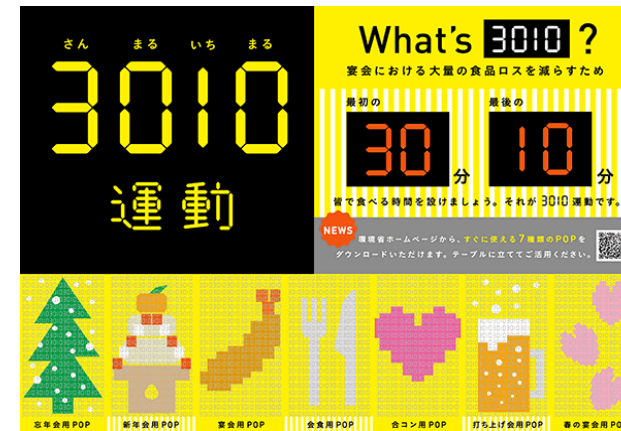 さん まる いち まる
3010
運動
What's 3010 ?
宴会における大量の食品ロスを減らすため
最初の 最後の
30分 10分
皆で食べる時間を設けましょう。それが3010運動です。
NEWS
環境省ホームページから、すぐに使える7種類のPOPを
ダウンロードいただけます。テーブルに立ててご活用ください。
忘年会用POP 新年会用POP 宴会用POP 会食用POP 合コン用POP 打ち上げ会用POP 春の宴会用PO